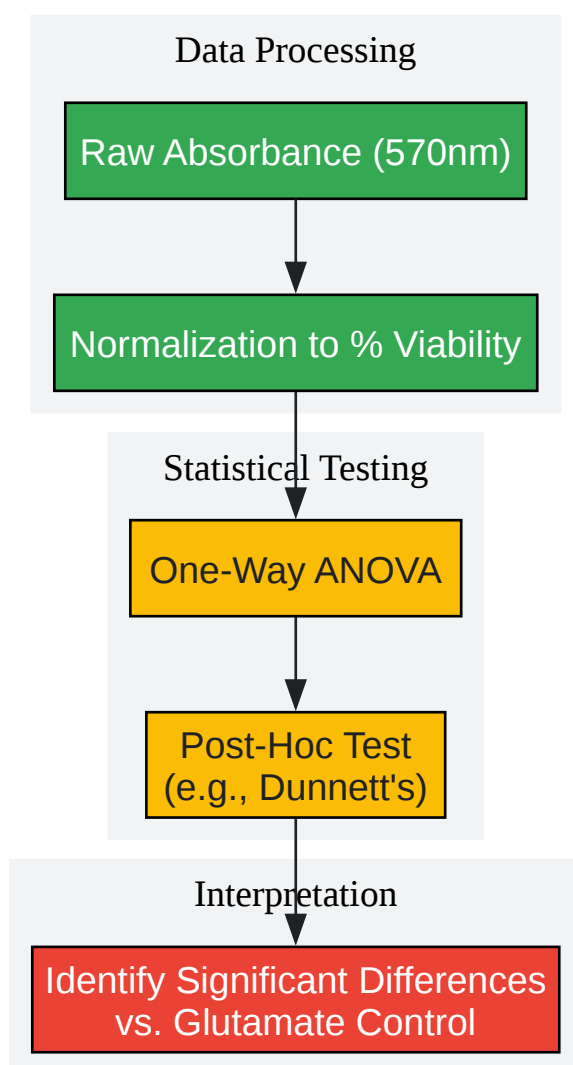 Data Processing
Raw Absorbance (570nm)
Normalization to % Viability
Statistical Testing
One-Way ANOVA
Post-Hoc Test
(e.g., Dunnett's)
Interpretation
Identify Significant Differences
vs. Glutamate Control